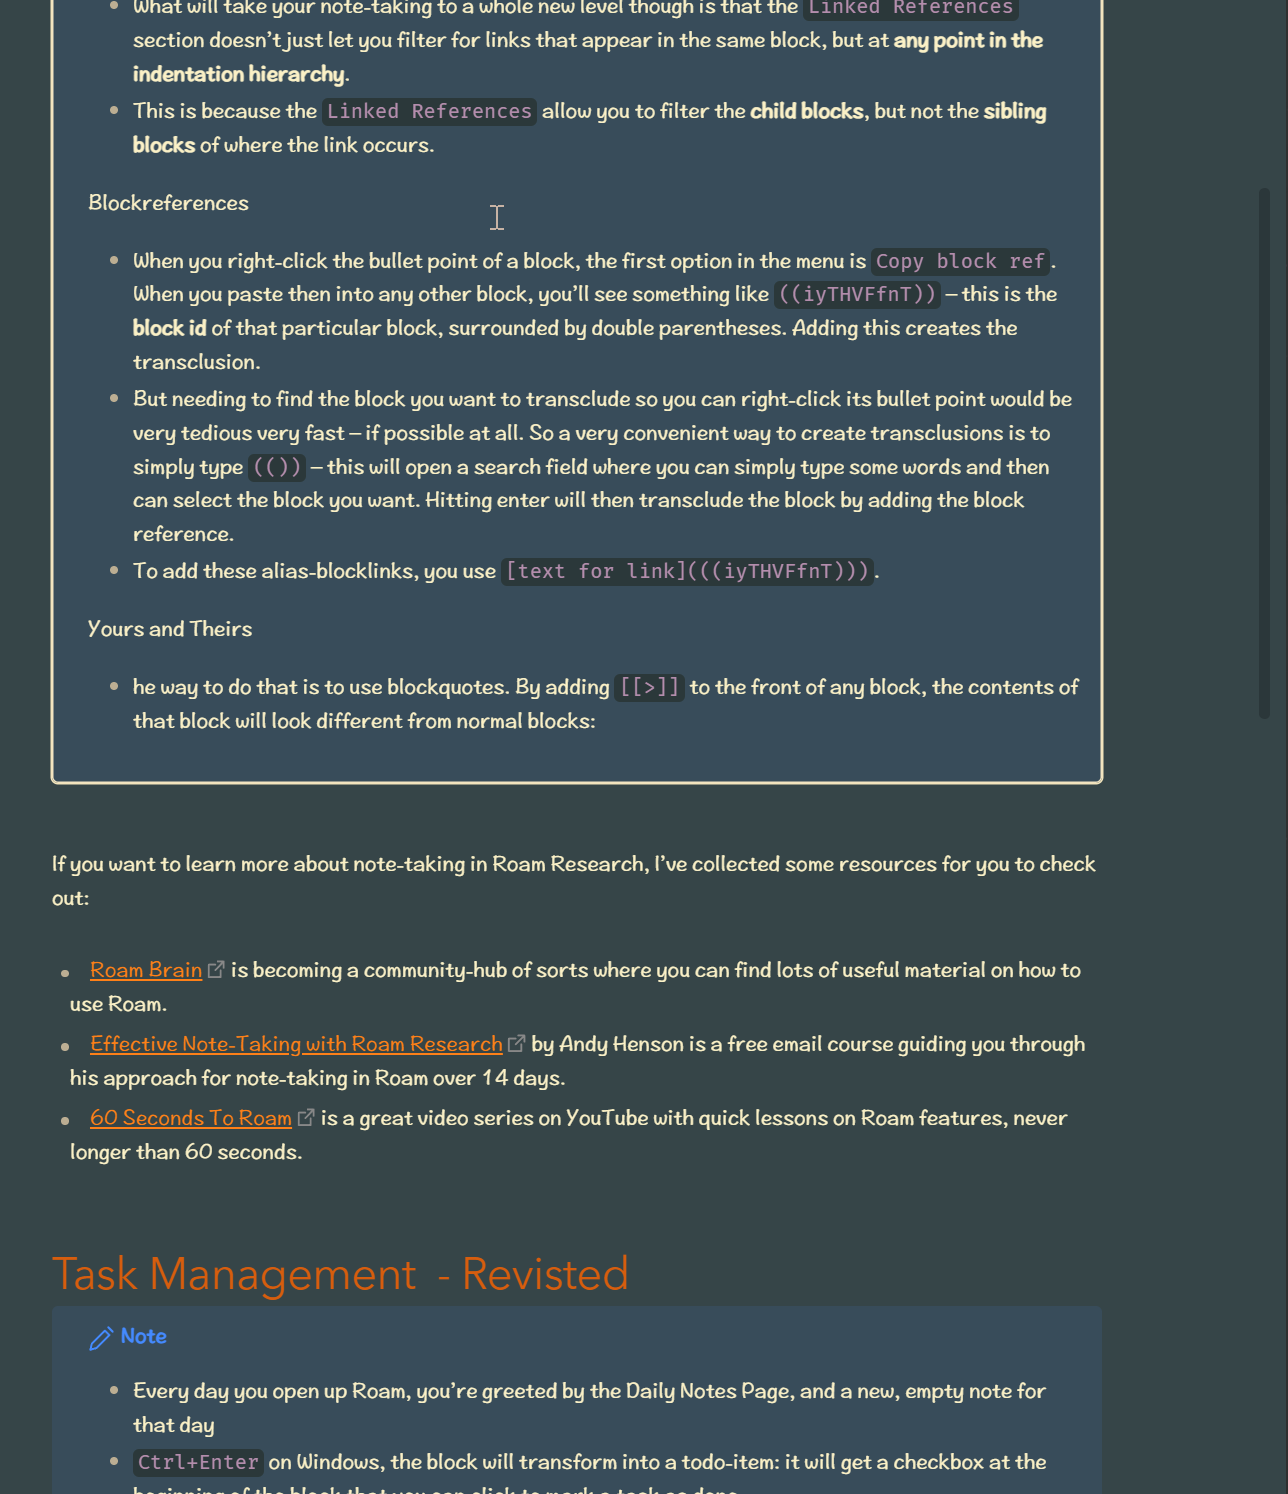 What will take your note-taking to a whole new level though is that the Linked References
section doesn't just let you filter for links that appear in the same block, but at any point in the
indentation hierarchy.
This is because the Linked References allow you to filter the child blocks, but not the sibling
blocks of where the link occurs.
Blockreferences
When you right-click the bullet point of a block, the first option in the menu is Copy block ref.
When you paste then into any other block, you'll see something like ((iyTHVFfnT)) – this is the
block id of that particular block, surrounded by double parentheses. Adding this creates the
transclusion.
But needing to find the block you want to transclude so you can right-click its bullet point would be
very tedious very fast – if possible at all. So a very convenient way to create transclusions is to
simply type (()) – this will open a search field where you can simply type some words and then
can select the block you want. Hitting enter will then transclude the block by adding the block
reference.
To add these alias-blocklinks, you use [text for link](((iyTHVFfnT))).
Yours and Theirs
he way to do that is to use blockquotes. By adding [[>]] to the front of any block, the contents of
that block will look different from normal blocks:
If you want to learn more about note-taking in Roam Research, I've collected some resources for you to check
out:
Roam Brain is becoming a community-hub of sorts where you can find lots of useful material on how to
use Roam.
Effective Note-Taking with Roam Research by Andy Henson is a free email course guiding you through
his approach for note-taking in Roam over 14 days.
60 Seconds To Roam is a great video series on YouTube with quick lessons on Roam features, never
longer than 60 seconds.
Task Management - Revisted
Note
Every day you open up Roam, you're greeted by the Daily Notes Page, and a new, empty note for
that day
Ctrl+Enter on Windows, the block will transform into a todo-item: it will get a checkbox at the
beginning of the block that you can click to mark a task as done